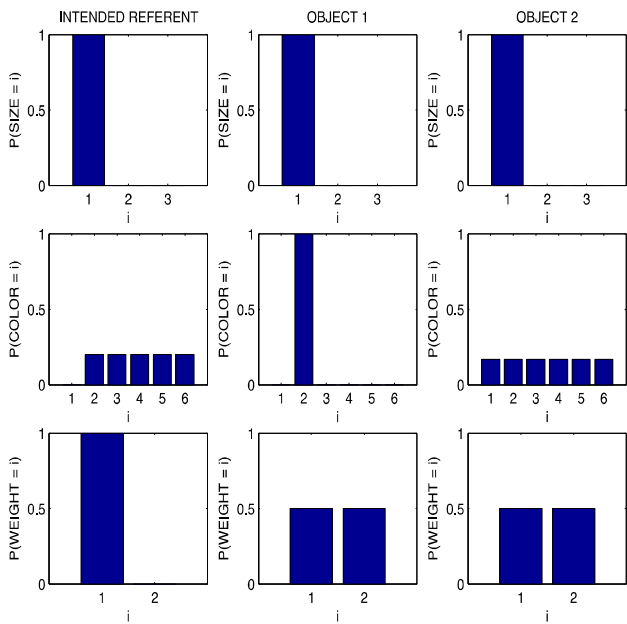 INTENDED REFERENT OBJECT 1 OBJECT 2
1 1 1
P(SIZE = i) P(SIZE = i) P(SIZE = i)
0.5 0.5 0.5
0 0 0
1 2 3 1 2 3 1 2 3
i i i
1 1 1
P(COLOR = i) P(COLOR = i) P(COLOR = i)
0.5 0.5 0.5
0 0 0
1 2 3 4 5 6 1 2 3 4 5 6 1 2 3 4 5 6
i i i
1 1 1
P(WEIGHT = i) P(WEIGHT = i) P(WEIGHT = i)
0.5 0.5 0.5
0 0 0
1 2 1 2 1 2
i i i